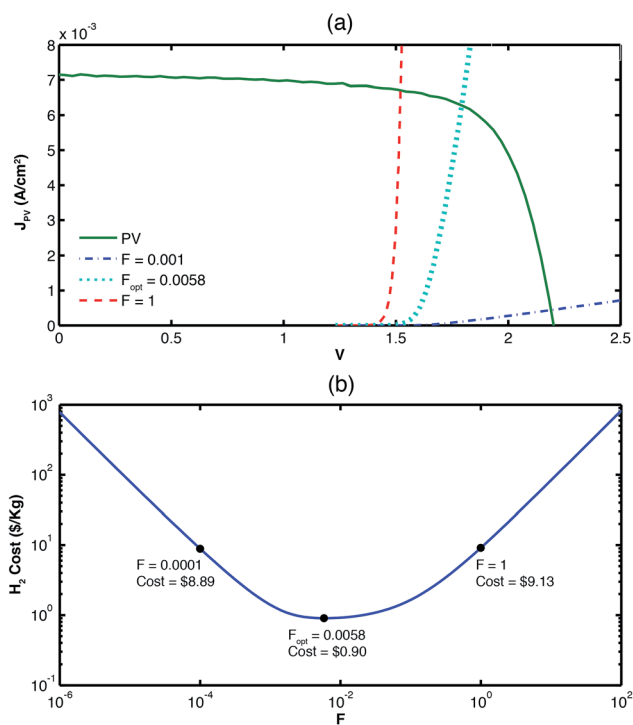 (a)
8 x 10⁻³
7
6
5
4
3
2
1
0
J_PV (A/cm²)
PV
F = 0.001
F_opt = 0.0058
F = 1
0 0.5 1 1.5 2 2.5
V
(b)
10³
10²
10¹
10⁰
10⁻¹
H₂ Cost ($/Kg)
F = 0.0001
Cost = $8.89
F = 1
Cost = $9.13
F_opt = 0.0058
Cost = $0.90
10⁻⁶ 10⁻⁴ 10⁻² 10⁰ 10²
F